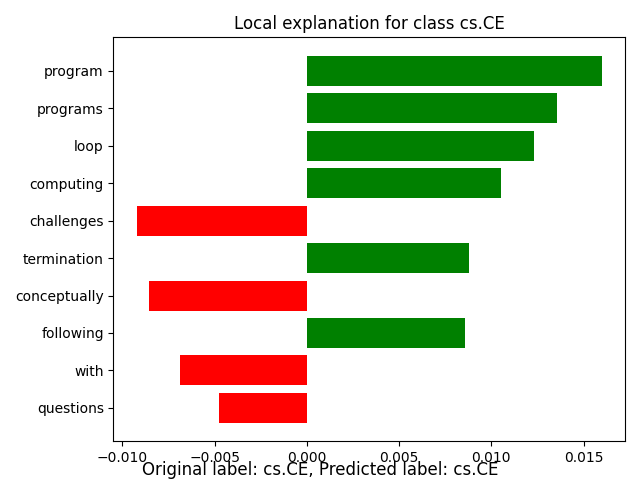 Local explanation for class cs.CE
program
programs
loop
computing
challenges
termination
conceptually
following
with
questions
−0.010 −0.005 0.000 0.005 0.010 0.015
Original label: cs.CE, Predicted label: cs.CE